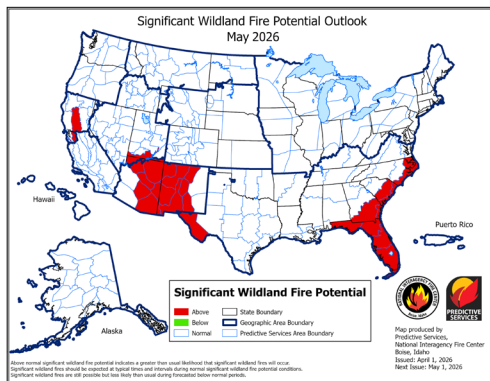 Significant Wildland Fire Potential Outlook
May 2026
Hawaii
Puerto Rico
Alaska
Significant Wildland Fire Potential
Above
Below
Normal
State Boundary
Geographic Area Boundary
Predictive Services Area Boundary
PREDICTIVE
SERVICES
Map produced by
Predictive Services,
National Interagency Fire Center
Boise, Idaho
Issued: April 1, 2026
Next Issue: May 1, 2026
Above normal significant wildland fire potential indicates a greater than usual likelihood that significant wildland fires will occur.
Significant wildland fires should be expected at typical times and intervals during normal significant wildland fire potential conditions.
Significant wildland fires are still possible but less likely than usual during forecasted below normal periods.